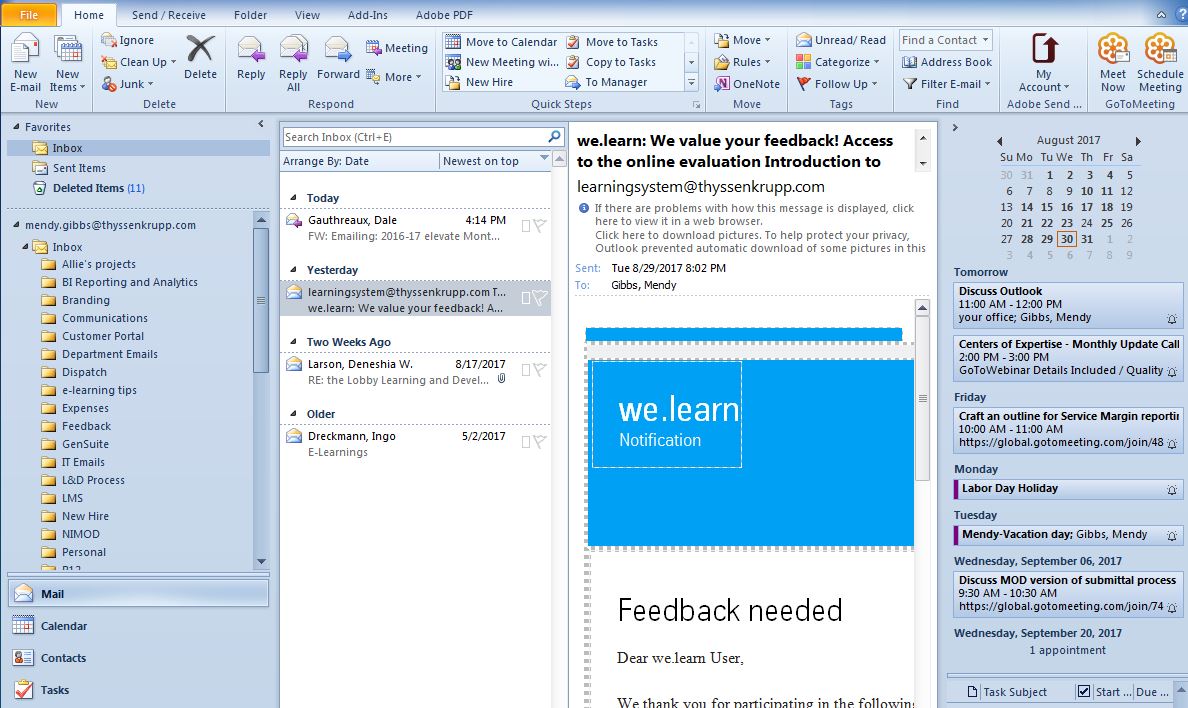 File Home Send / Receive Folder View Add-Ins Adobe PDF
Ignore
Clean Up
Junk
New E-mail
New Items
Delete
Reply
Reply All
Forward
Meeting
More
Move to Calendar
New Meeting wi...
New Hire
Move to Tasks
Copy to Tasks
To Manager
Move
Rules
OneNote
Unread/ Read
Categorize
Follow Up
Find a Contact
Address Book
Filter E-mail
My Account
Meet Now
Schedule Meeting
New Delete Respond Quick Steps Move Tags Find Adobe Send ... GoToMeeting
Favorites
Inbox
Sent Items
Deleted Items (11)
mendy.gibbs@thyssenkrupp.com
Inbox
Allie's projects
BI Reporting and Analytics
Branding
Communications
Customer Portal
Department Emails
Dispatch
e-learning tips
Expenses
Feedback
GenSuite
IT Emails
L&D Process
LMS
New Hire
NIMOD
Personal
Mail
Calendar
Contacts
Tasks
Search Inbox (Ctrl+E)
Arrange By: Date Newest on top
Today
Gauthreaux, Dale 4:14 PM
FW: Emailing: 2016-17 elevate Mont...
Yesterday
learningsystem@thyssenkrupp.com T...
we.learn: We value your feedback! A...
Two Weeks Ago
Larson, Deneshia W. 8/17/2017
RE: the Lobby Learning and Devel...
Older
Dreckmann, Ingo 5/2/2017
E-Learnings
we.learn: We value your feedback! Access
to the online evaluation Introduction to
learningsystem@thyssenkrupp.com
If there are problems with how this message is displayed, click
here to view it in a web browser.
Click here to download pictures. To help protect your privacy,
Outlook prevented automatic download of some pictures in this
Sent: Tue 8/29/2017 8:02 PM
To: Gibbs, Mendy
we.learn
Notification
Feedback needed
Dear we.learn User,
We thank you for participating in the following
August 2017
Su Mo Tu We Th Fr Sa
30 31 1 2 3 4 5
6 7 8 9 10 11 12
13 14 15 16 17 18 19
20 21 22 23 24 25 26
27 28 29 30 31 1 2
3 4 5 6 7 8 9
Tomorrow
Discuss Outlook
11:00 AM - 12:00 PM
your office; Gibbs, Mendy
Centers of Expertise - Monthly Update Call
2:00 PM - 3:00 PM
GoToWebinar Details Included / Quality
Friday
Craft an outline for Service Margin reportin
10:00 AM - 11:00 AM
https://global.gotomeeting.com/join/48
Monday
Labor Day Holiday
Tuesday
Mendy-Vacation day; Gibbs, Mendy
Wednesday, September 06, 2017
Discuss MOD version of submittal process
9:30 AM - 10:30 AM
https://global.gotomeeting.com/join/74
Wednesday, September 20, 2017
1 appointment
Task Subject Start ... Due ...